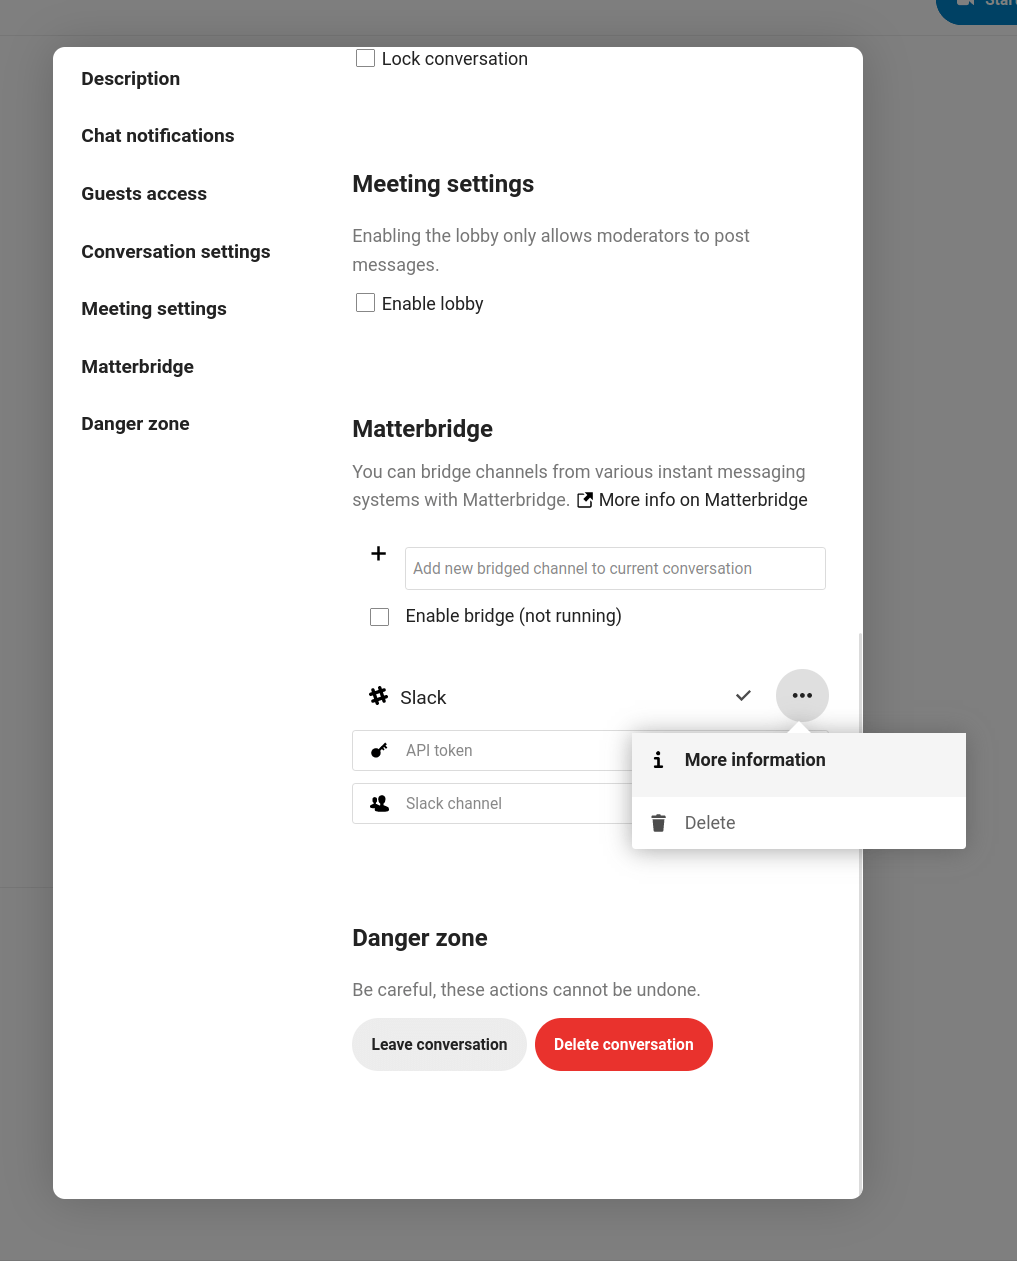 Star
Description
Chat notifications
Guests access
Conversation settings
Meeting settings
Matterbridge
Danger zone
Lock conversation
Meeting settings
Enabling the lobby only allows moderators to post
messages.
Enable lobby
Matterbridge
You can bridge channels from various instant messaging
systems with Matterbridge. More info on Matterbridge
Add new bridged channel to current conversation
Enable bridge (not running)
Slack
API token
Slack channel
More information
Delete
Danger zone
Be careful, these actions cannot be undone.
Leave conversation
Delete conversation